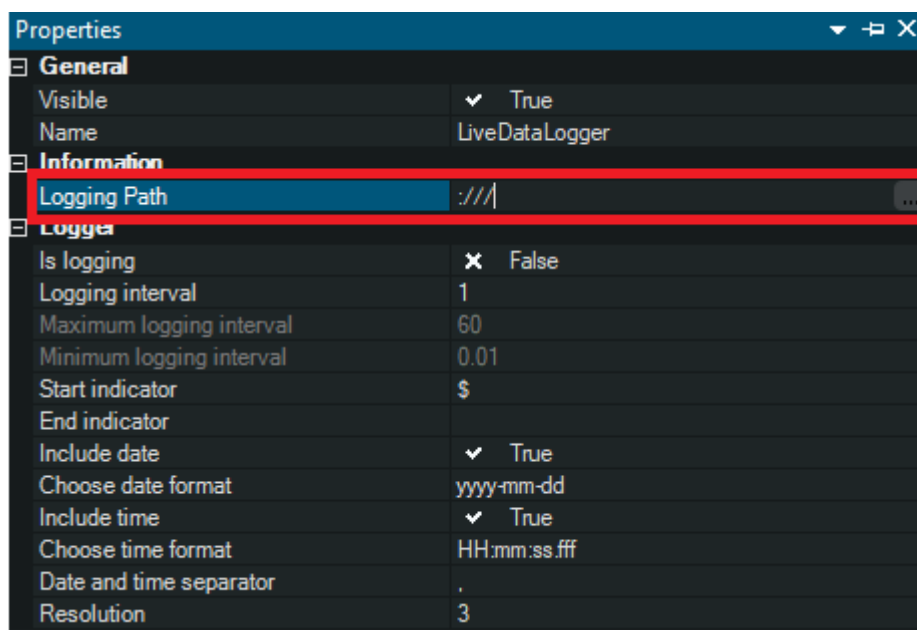 Properties
General
Visible True
Name LiveDataLogger
Information
Logging Path :/// ...
Logger
Is logging False
Logging interval 1
Maximum logging interval 60
Minimum logging interval 0.01
Start indicator $
End indicator
Include date True
Choose date format yyyy-mm-dd
Include time True
Choose time format HH:mm:ss.fff
Date and time separator ,
Resolution 3